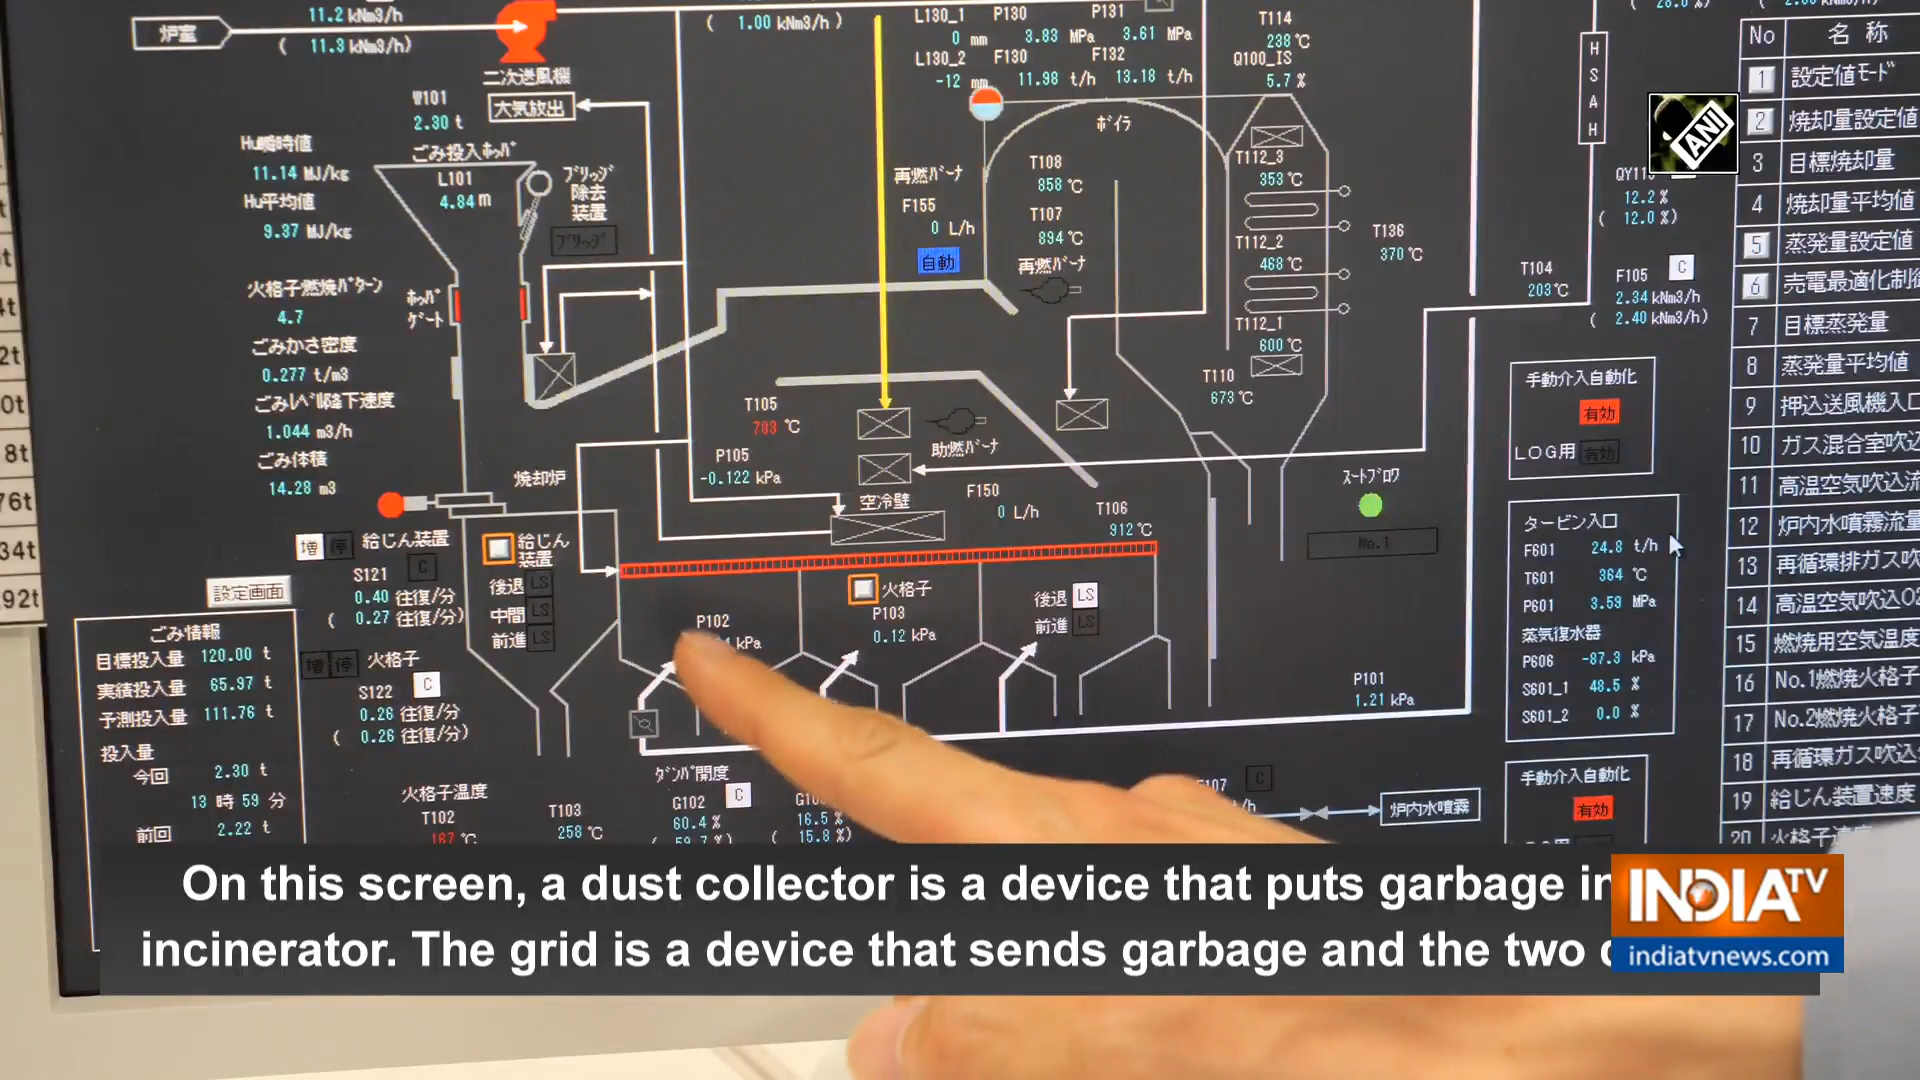 炉室
11.2 kNm3/h
( 11.3 kNm3/h)
二次送風機
大気放出
( 1.00 kNm3/h )
L130_1
0 mm
P130
3.83 MPa
P131
3.61 MPa
L130_2
-12 mm
F130
11.98 t/h
F132
13.18 t/h
T114
238 ℃
Q100_IS
5.7 %
HSAH
ANI
W101
2.30 t
Hu瞬時値
11.14 MJ/kg
Hu平均値
9.37 MJ/kg
ごみ投入ホッパ
L101
4.84 m
ブリッジ
除去
装置
ブリッジ
火格子燃焼パターン
4.7
ホッパ
ゲート
ごみかさ密度
0.277 t/m3
ごみレベル降下速度
1.044 m3/h
ごみ体積
14.28 m3
ボイラ
再燃バーナ
F155
0 L/h
自動
T108
858 ℃
T107
894 ℃
再燃バーナ
T112_3
353 ℃
T112_2
468 ℃
T112_1
600 ℃
T136
370 ℃
T110
673 ℃
T104
203 ℃
12.2 %
( 12.0 %)
F105
C
2.34 kNm3/h
( 2.40 kNm3/h)
T105
783 ℃
P105
-0.122 kPa
助燃バーナ
空冷壁
F150
0 L/h
T106
912 ℃
焼却炉
スートブロワ
No.1
手動介入自動化
有効
LOG用 有効
タービン入口
F601 24.8 t/h
T601 364 ℃
P601 3.59 MPa
蒸気復水器
P606 -87.3 kPa
S601_1 48.5 %
S601_2 0.0 %
手動介入自動化
有効
増 停 給じん装置
S121 C
0.40 往復/分
( 0.27 往復/分)
給じん
装置
後退 LS
中間 LS
前進 LS
増 停 火格子
S122 C
0.26 往復/分
( 0.26 往復/分)
P102
kPa
火格子
P103
0.12 kPa
後退 LS
前進 LS
P101
1.21 kPa
設定画面
ごみ情報
目標投入量 120.00 t
実績投入量 65.97 t
予測投入量 111.76 t
投入量
今回 2.30 t
13 時 59 分
前回 2.22 t
火格子温度
T102
167 ℃
T103
258 ℃
ダンパ開度
G102 C
60.4 %
( 59.7 %)
16.5 %
( 15.8 %)
C
炉内水噴霧
No 名 称
1 設定値モード
2 焼却量設定値
3 目標焼却量
4 焼却量平均値
5 蒸発量設定値
6 売電最適化制御
7 目標蒸発量
8 蒸発量平均値
9 押込送風機入口
10 ガス混合室吹込
11 高温空気吹込流
12 炉内水噴霧流量
13 再循環排ガス吹
14 高温空気吹込O2
15 燃焼用空気温度
16 No.1燃焼火格子
17 No.2燃焼火格子
18 再循環ガス吹込
19 給じん装置速度
20
On this screen, a dust collector is a device that puts garbage in
incinerator. The grid is a device that sends garbage and the two
INDIA TV
indiatvnews.com